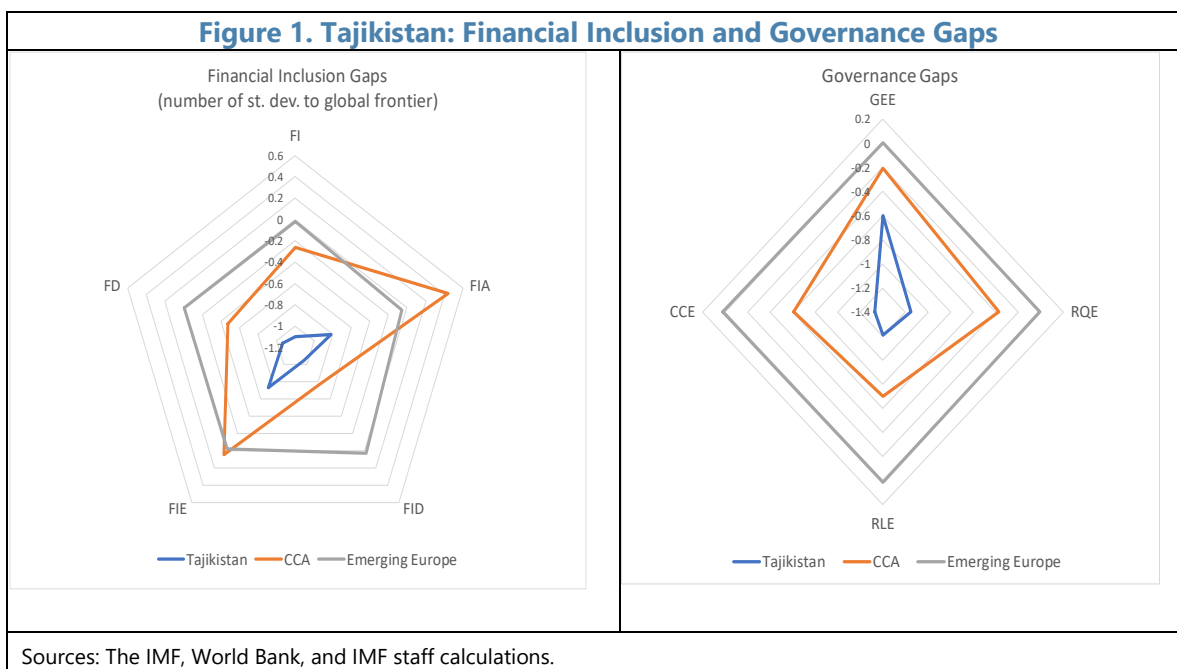 Figure 1. Tajikistan: Financial Inclusion and Governance Gaps
Financial Inclusion Gaps
(number of st. dev. to global frontier)
FI
0.6
0.4
0.2
0
-0.2
-0.4
-0.6
-0.8
-1
-1.2
FIA
FID
FIE
FD
Tajikistan CCA Emerging Europe
Governance Gaps
GEE
0.2
0
-0.2
-0.4
-0.6
-0.8
-1
-1.2
-1.4
RQE
RLE
CCE
Tajikistan CCA Emerging Europe
Sources: The IMF, World Bank, and IMF staff calculations.